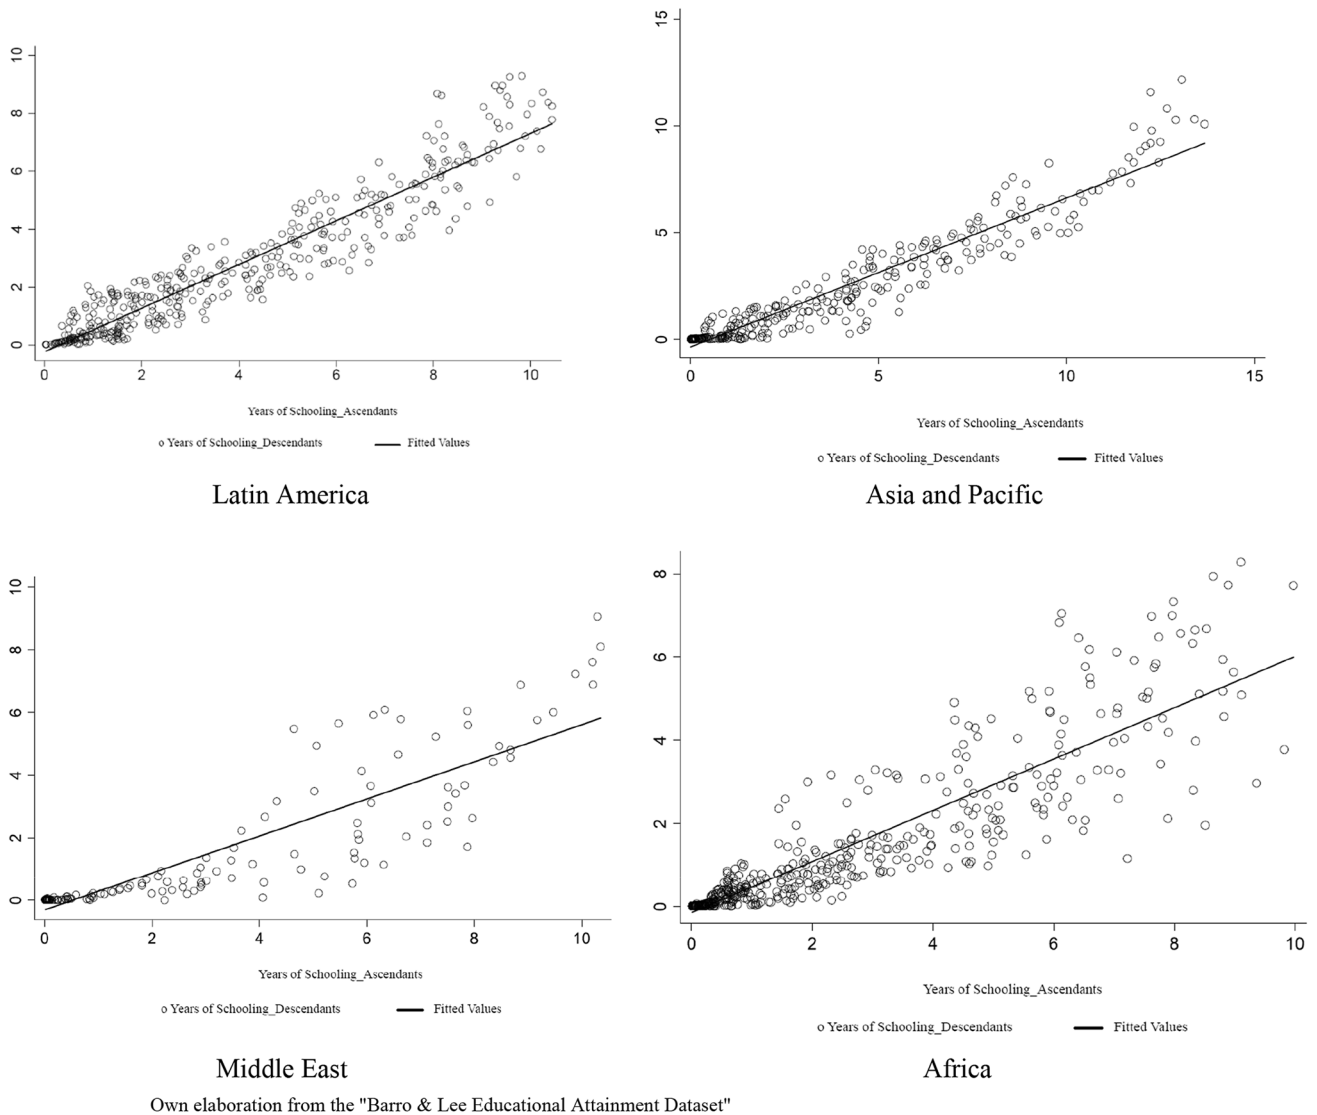 10
8
6
4
2
0
0 2 4 6 8 10
Years of Schooling_Ascendants
o Years of Schooling_Descendants Fitted Values
Latin America
15
10
5
0
0 5 10 15
Years of Schooling_Ascendants
o Years of Schooling_Descendants Fitted Values
Asia and Pacific
10
8
6
4
2
0
0 2 4 6 8 10
Years of Schooling_Ascendants
o Years of Schooling_Descendants Fitted Values
Middle East
8
6
4
2
0
0 2 4 6 8 10
Years of Schooling_Ascendants
o Years of Schooling_Descendants Fitted Values
Africa
Own elaboration from the "Barro & Lee Educational Attainment Dataset"